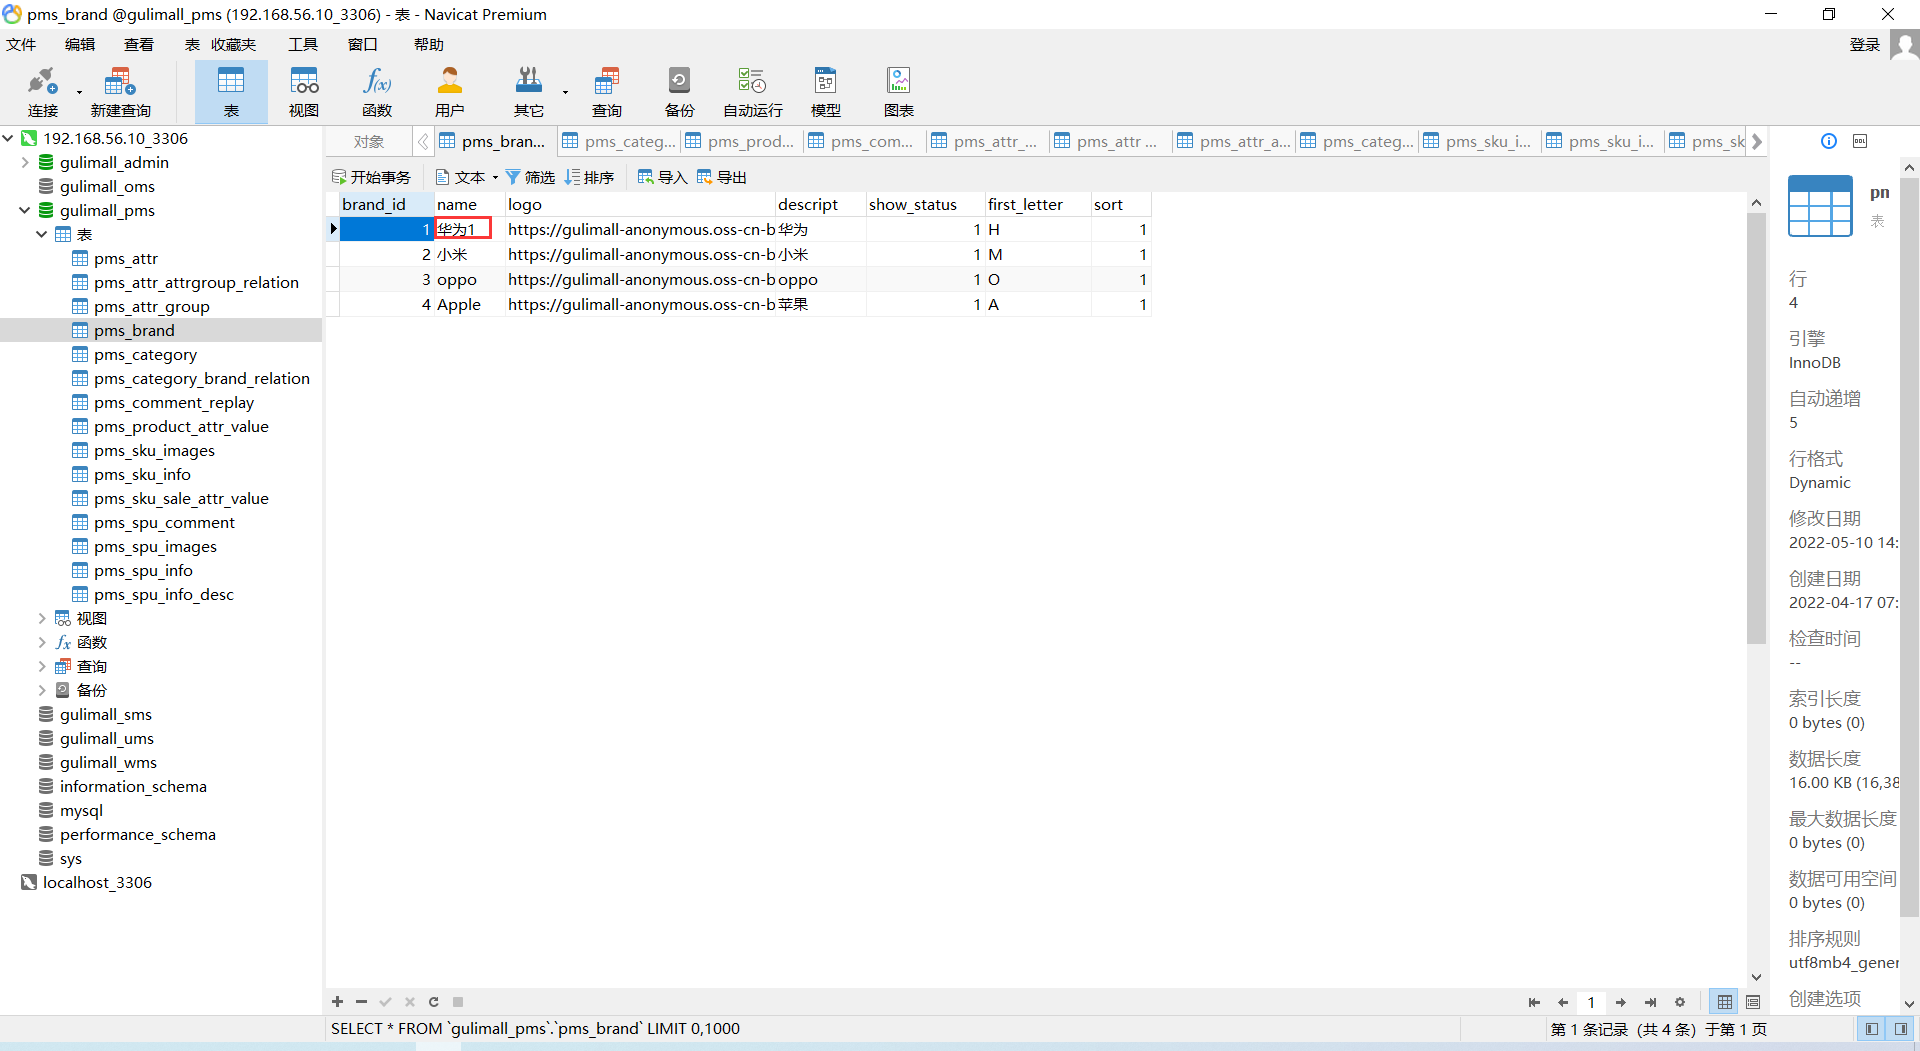 pms_brand @gulimall_pms (192.168.56.10_3306) - 表 - Navicat Premium
文件 编辑 查看 表 收藏夹 工具 窗口 帮助 登录
连接 新建查询 表 视图 函数 用户 其它 查询 备份 自动运行 模型 图表
192.168.56.10_3306
gulimall_admin
gulimall_oms
gulimall_pms
表
pms_attr
pms_attr_attrgroup_relation
pms_attr_group
pms_brand
pms_category
pms_category_brand_relation
pms_comment_replay
pms_product_attr_value
pms_sku_images
pms_sku_info
pms_sku_sale_attr_value
pms_spu_comment
pms_spu_images
pms_spu_info
pms_spu_info_desc
视图
函数
查询
备份
gulimall_sms
gulimall_ums
gulimall_wms
information_schema
mysql
performance_schema
sys
localhost_3306
对象 pms_bran... pms_categ... pms_prod... pms_com... pms_attr_... pms_attr ... pms_attr_a... pms_categ... pms_sku_i... pms_sku_i... pms_sk
开始事务 文本 筛选 排序 导入 导出
brand_id name logo descript show_status first_letter sort
1 华为1 https://gulimall-anonymous.oss-cn-b 华为 1 H 1
2 小米 https://gulimall-anonymous.oss-cn-b 小米 1 M 1
3 oppo https://gulimall-anonymous.oss-cn-b oppo 1 O 1
4 Apple https://gulimall-anonymous.oss-cn-b 苹果 1 A 1
1
SELECT * FROM `gulimall_pms`.`pms_brand` LIMIT 0,1000
第 1 条记录 (共 4 条) 于第 1 页
pn
表
行
4
引擎
InnoDB
自动递增
5
行格式
Dynamic
修改日期
2022-05-10 14:
创建日期
2022-04-17 07:
检查时间
--
索引长度
0 bytes (0)
数据长度
16.00 KB (16,38
最大数据长度
0 bytes (0)
数据可用空间
0 bytes (0)
排序规则
utf8mb4_gener
创建选项